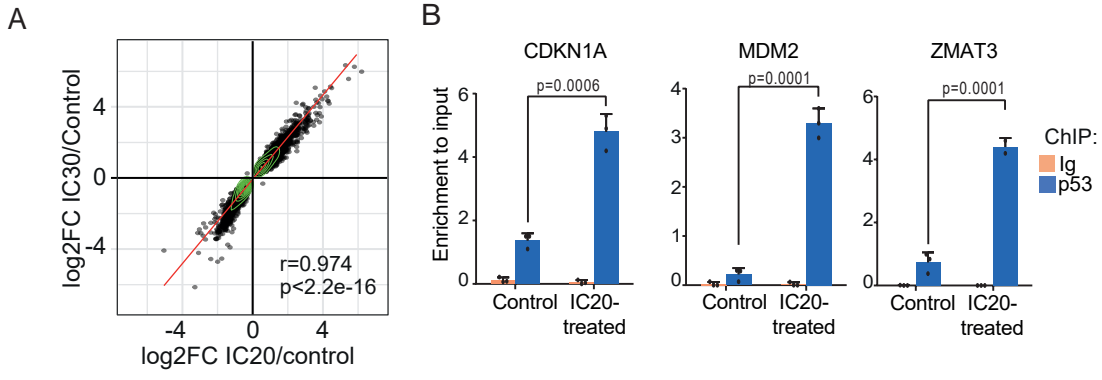 A
log2FC IC30/Control
4
0
-4
r=0.974
p<2.2e-16
-4
0
4
log2FC IC20/control
B
CDKN1A
p=0.0006
Enrichment to input
6
4
2
0
Control
IC20-
treated
MDM2
p=0.0001
4
3
2
1
0
Control
IC20-
treated
ZMAT3
p=0.0001
6
4
2
0
Control
IC20-
treated
ChIP:
Ig
p53